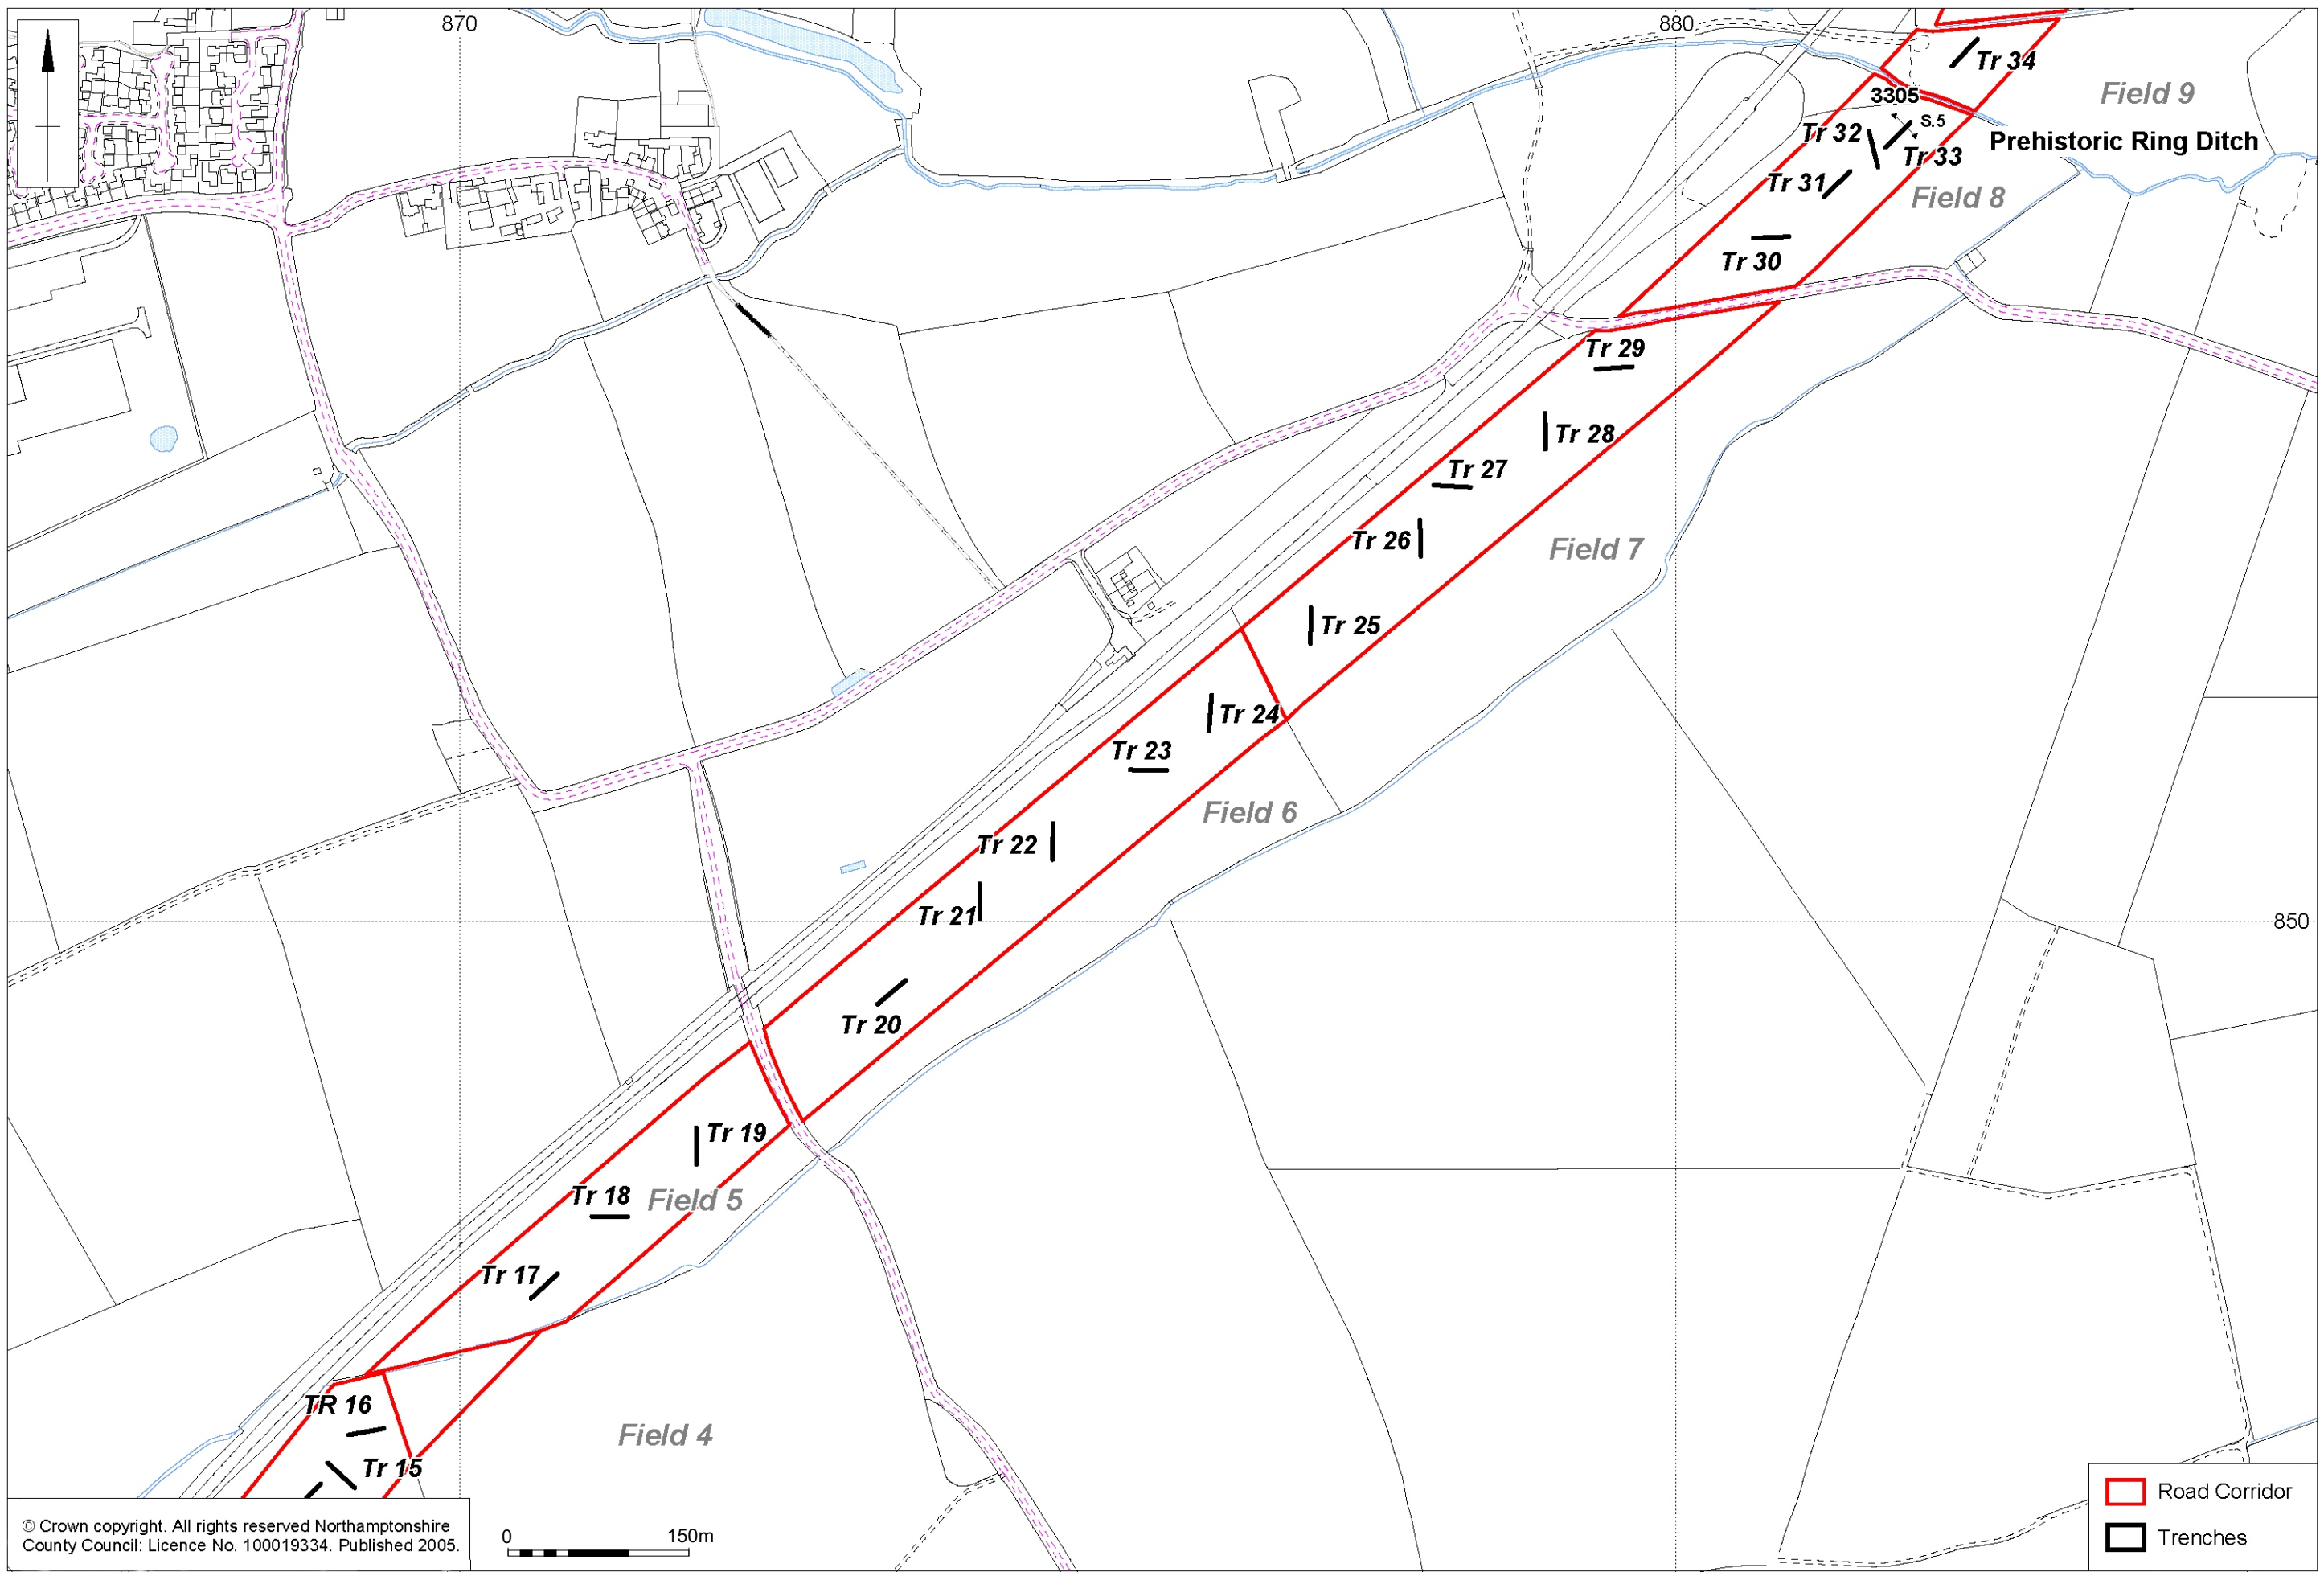 870
880
Tr 34
Field 9
3305
S.5
Tr 32
Prehistoric Ring Ditch
Tr 33
Tr 31
Field 8
Tr 30
Tr 29
Tr 28
Tr 27
Tr 26
Field 7
Tr 25
Tr 24
Tr 23
Field 6
Tr 22
Tr 21
850
Tr 20
Tr 19
Tr 18
Field 5
Tr 17
TR 16
Field 4
Tr 15
Road Corridor
Trenches
© Crown copyright. All rights reserved Northamptonshire
County Council: Licence No. 100019334. Published 2005.
0 150m